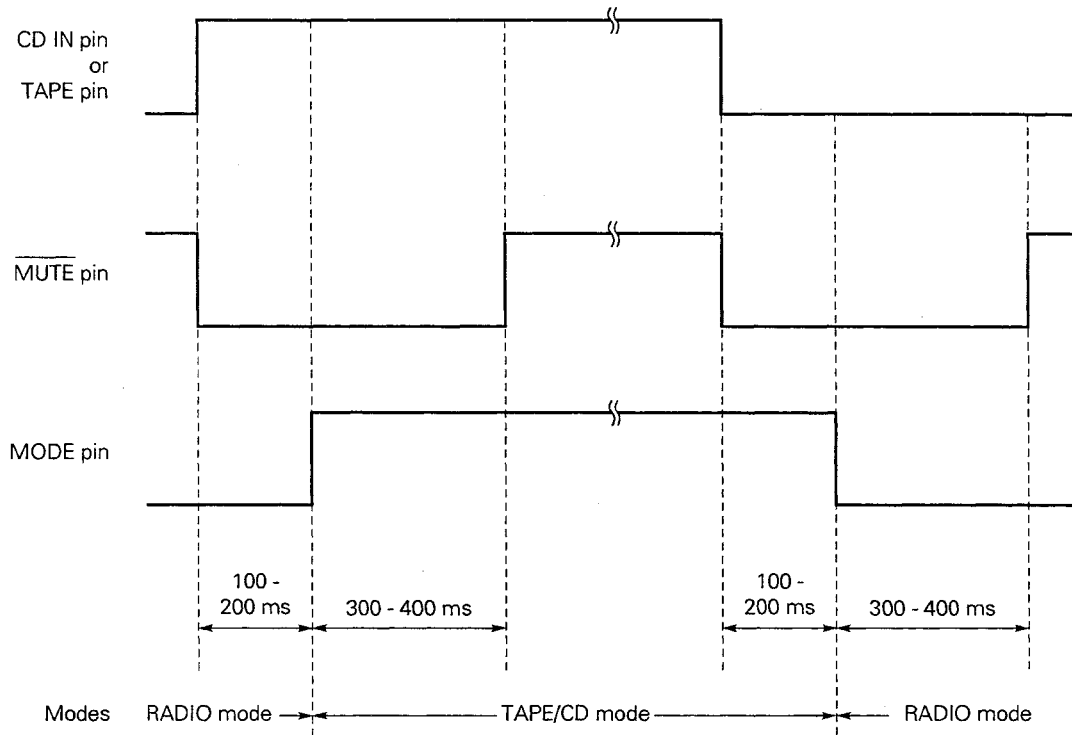 CD IN pin
or
TAPE pin
MUTE pin
MODE pin
100 -
200 ms
300 - 400 ms
100 -
200 ms
300 - 400 ms
Modes RADIO mode TAPE/CD mode RADIO mode